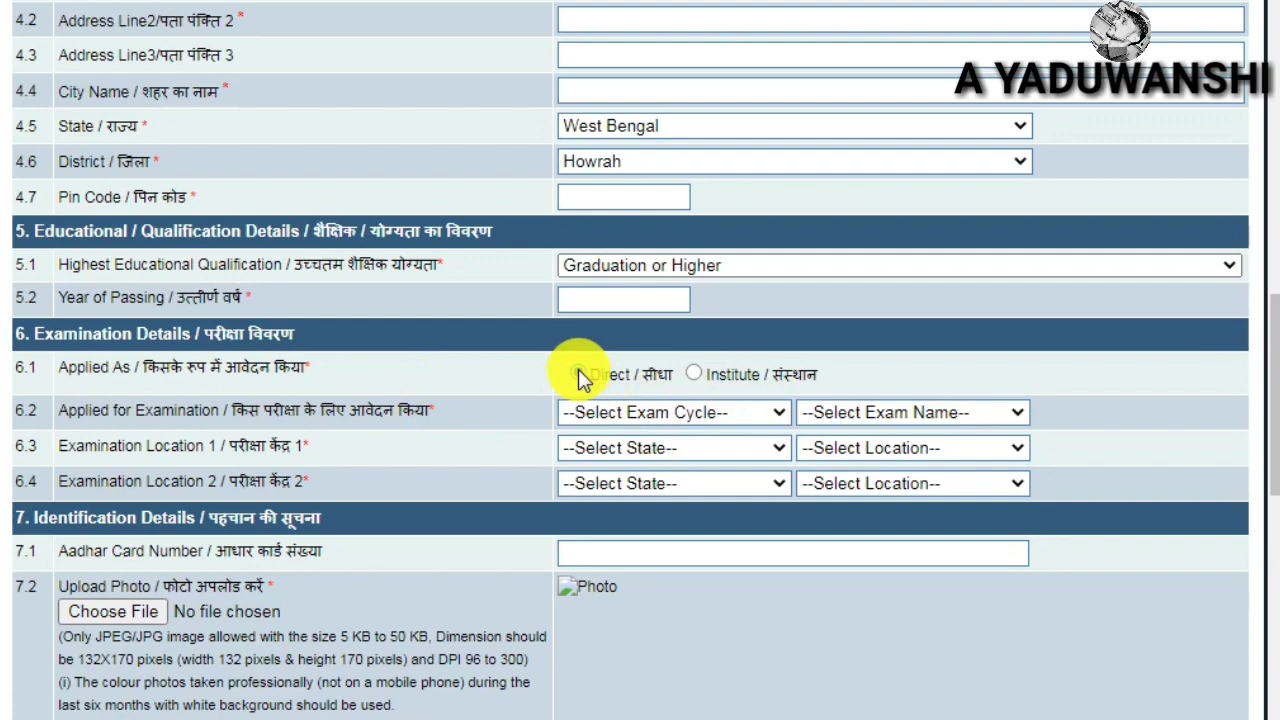 4.2 Address Line2/पता पंक्ति 2 *
4.3 Address Line3/पता पंक्ति 3
A YADUWANSHI
4.4 City Name / शहर का नाम *
4.5 State / राज्य * West Bengal
4.6 District / जिला * Howrah
4.7 Pin Code / पिन कोड *
5. Educational / Qualification Details / शैक्षिक / योग्यता का विवरण
5.1 Highest Educational Qualification / उच्चतम शैक्षिक योग्यता* Graduation or Higher
5.2 Year of Passing / उत्तीर्ण वर्ष *
6. Examination Details / परीक्षा विवरण
6.1 Applied As / किसके रुप में आवेदन किया* Direct / सीधा Institute / संस्थान
6.2 Applied for Examination / किस परीक्षा के लिए आवेदन किया* --Select Exam Cycle-- --Select Exam Name--
6.3 Examination Location 1 / परीक्षा केंद्र 1* --Select State-- --Select Location--
6.4 Examination Location 2 / परीक्षा केंद्र 2* --Select State-- --Select Location--
7. Identification Details / पहचान की सूचना
7.1 Aadhar Card Number / आधार कार्ड संख्या
7.2 Upload Photo / फोटो अपलोड करें * Photo
Choose File No file chosen
(Only JPEG/JPG image allowed with the size 5 KB to 50 KB, Dimension should
be 132X170 pixels (width 132 pixels & height 170 pixels) and DPI 96 to 300)
(i) The colour photos taken professionally (not on a mobile phone) during the
last six months with white background should be used.